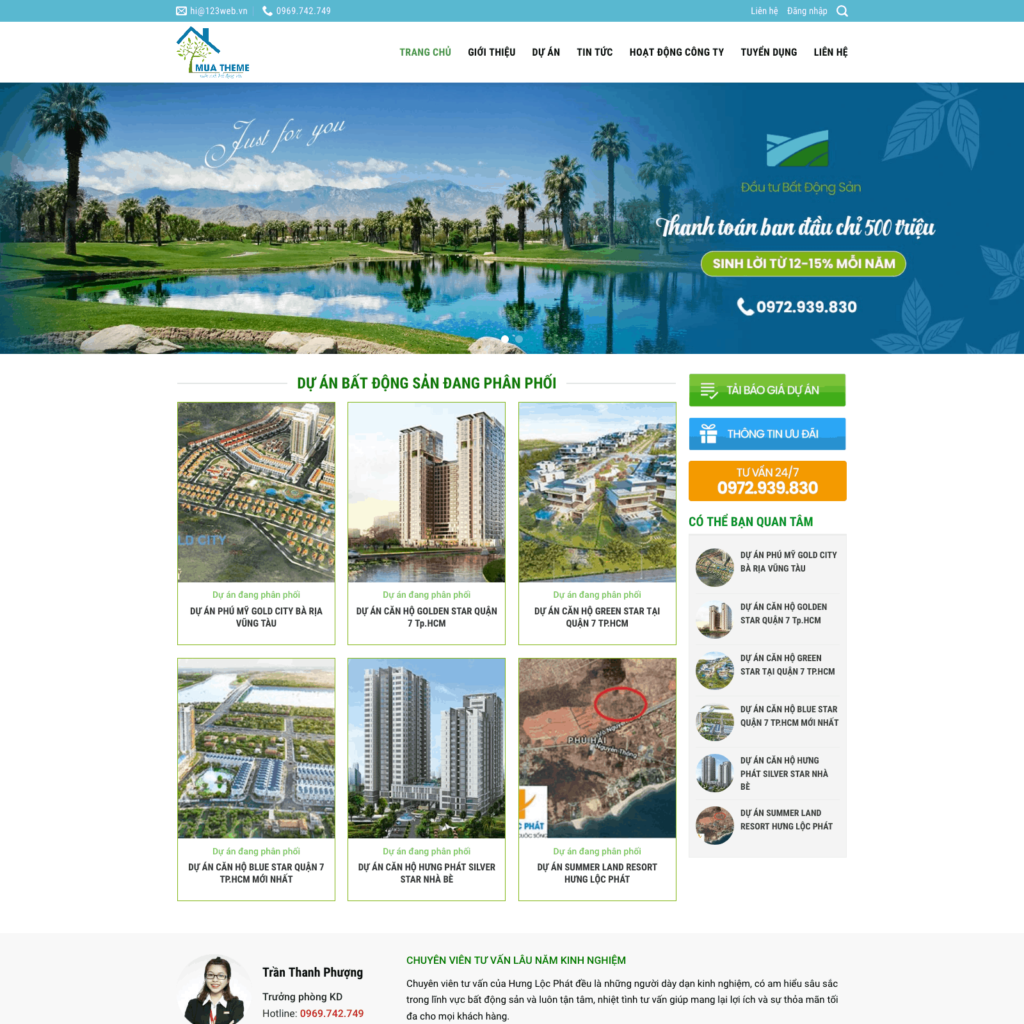 hi@123web.vn
0969.742.749
Liên hệ
Đăng nhập
MUA THEME
TRANG CHỦ
GIỚI THIỆU
DỰ ÁN
TIN TỨC
HOẠT ĐỘNG CÔNG TY
TUYỂN DỤNG
LIÊN HỆ
Just for you
Đầu tư Bất Động Sản
Thanh toán ban đầu chỉ 500 triệu
SINH LỜI TỪ 12-15% MỖI NĂM
0972.939.830
DỰ ÁN BẤT ĐỘNG SẢN ĐANG PHÂN PHỐI
LD CITY
Dự án đang phân phối
DỰ ÁN PHÚ MỸ GOLD CITY BÀ RỊA
VŨNG TÀU
Dự án đang phân phối
DỰ ÁN CĂN HỘ GOLDEN STAR QUẬN
7 Tp.HCM
Dự án đang phân phối
DỰ ÁN CĂN HỘ GREEN STAR TẠI
QUẬN 7 TP.HCM
Dự án đang phân phối
DỰ ÁN CĂN HỘ BLUE STAR QUẬN 7
TP.HCM MỚI NHẤT
Dự án đang phân phối
DỰ ÁN CĂN HỘ HƯNG PHÁT SILVER
STAR NHÀ BÈ
PHU HAI
Nguyễn Thông
C PHÁT
LỘC SỐNG
Dự án đang phân phối
DỰ ÁN SUMMER LAND RESORT
HƯNG LỘC PHÁT
TẢI BÁO GIÁ DỰ ÁN
THÔNG TIN ƯU ĐÃI
TƯ VẤN 24/7
0972.939.830
CÓ THỂ BẠN QUAN TÂM
DỰ ÁN PHÚ MỸ GOLD CITY
BÀ RỊA VŨNG TÀU
DỰ ÁN CĂN HỘ GOLDEN
STAR QUẬN 7 Tp.HCM
DỰ ÁN CĂN HỘ GREEN
STAR TẠI QUẬN 7 TP.HCM
DỰ ÁN CĂN HỘ BLUE STAR
QUẬN 7 TP.HCM MỚI NHẤT
DỰ ÁN CĂN HỘ HƯNG
PHÁT SILVER STAR NHÀ
BÈ
DỰ ÁN SUMMER LAND
RESORT HƯNG LỘC PHÁT
Trần Thanh Phượng
Trưởng phòng KD
Hotline: 0969.742.749
CHUYÊN VIÊN TƯ VẤN LÂU NĂM KINH NGHIỆM
Chuyên viên tư vấn của Hưng Lộc Phát đều là những người dày dạn kinh nghiệm, có am hiểu sâu sắc
trong lĩnh vực bất động sản và luôn tận tâm, nhiệt tình tư vấn giúp mang lại lợi ích và sự thỏa mãn tối
đa cho mọi khách hàng.